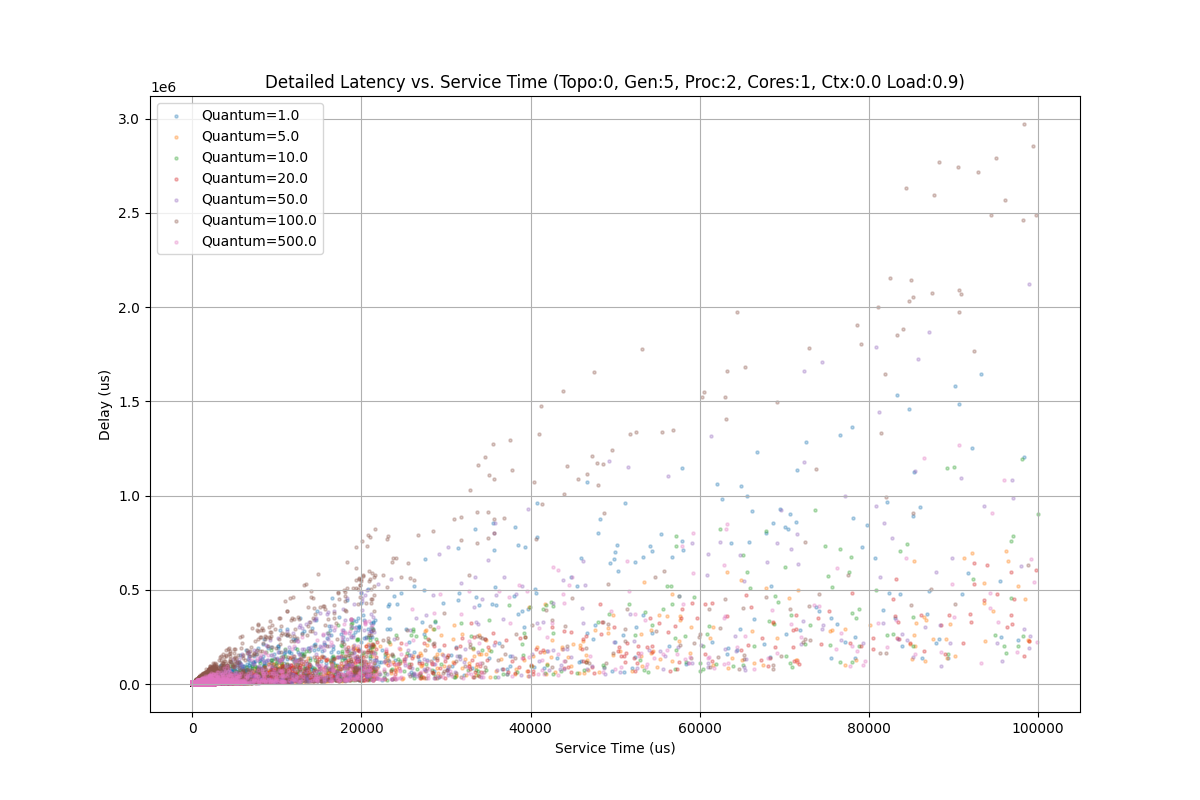 Detailed Latency vs. Service Time (Topo:0, Gen:5, Proc:2, Cores:1, Ctx:0.0 Load:0.9)
1e6
Quantum=1.0
Quantum=5.0
Quantum=10.0
Quantum=20.0
Quantum=50.0
Quantum=100.0
Quantum=500.0
3.0
2.5
2.0
1.5
1.0
0.5
0.0
Delay (us)
0 20000 40000 60000 80000 100000
Service Time (us)